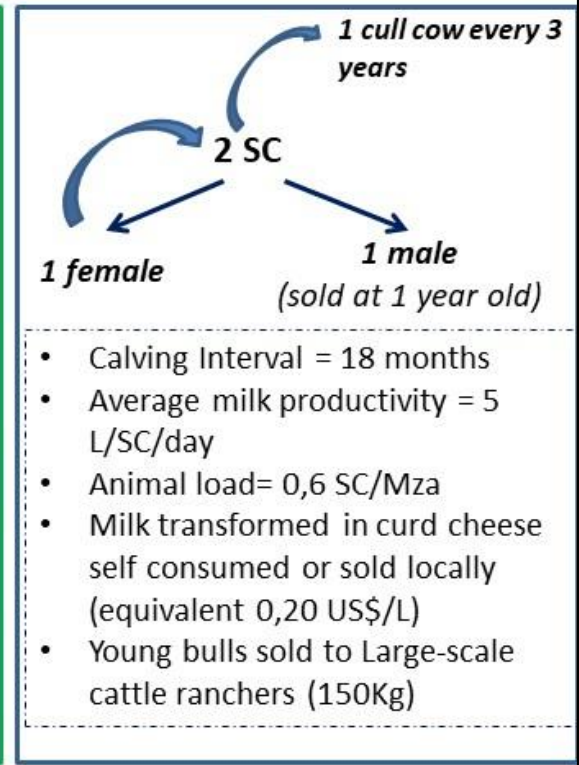 1 cull cow every 3
years
2 SC
1 female
1 male
(sold at 1 year old)
• Calving Interval = 18 months
• Average milk productivity = 5
L/SC/day
• Animal load= 0,6 SC/Mza
• Milk transformed in curd cheese
self consumed or sold locally
(equivalent 0,20 US$/L)
• Young bulls sold to Large-scale
cattle ranchers (150Kg)